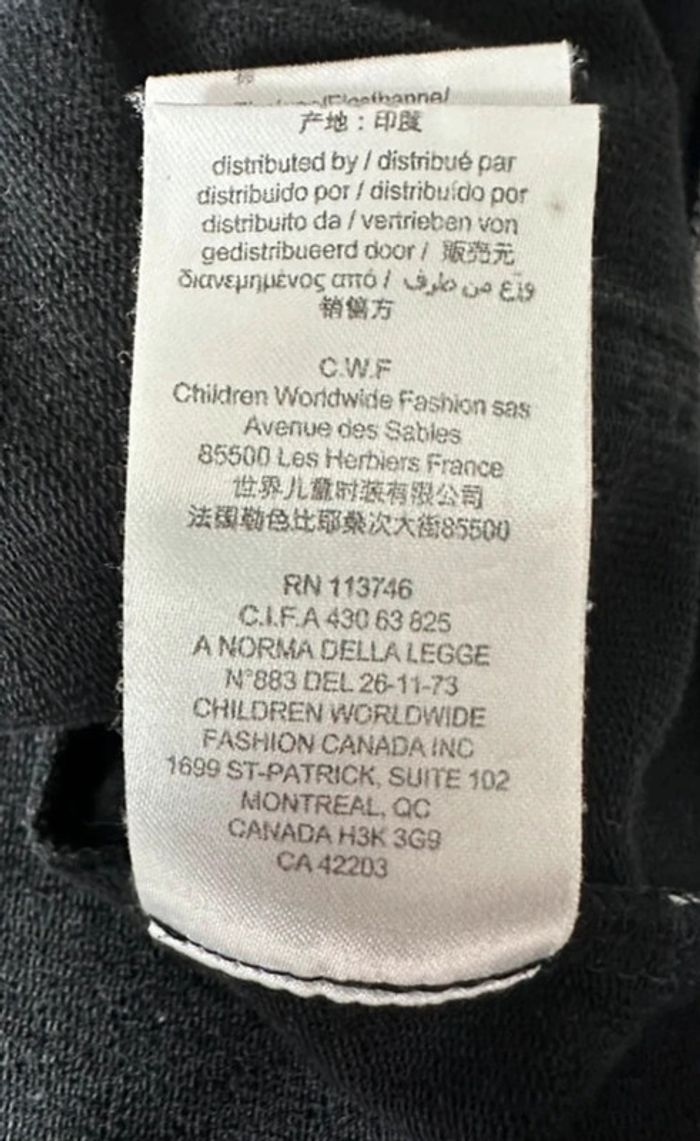 产地：印度
distributed by / distribué par
distribuido por / distribuído por
distribuito da / vertrieben von
gedistribueerd door / 販売元
διανεμημένος από / وزع من طرف
销售方
C.W.F
Children Worldwide Fashion sas
Avenue des Sables
85500 Les Herbiers France
世界儿童时装有限公司
法国勒色比耶桑次大街85500
RN 113746
C.I.F.A 430 63 825
A NORMA DELLA LEGGE
N°883 DEL 26-11-73
CHILDREN WORLDWIDE
FASHION CANADA INC
1699 ST-PATRICK, SUITE 102
MONTREAL, QC
CANADA H3K 3G9
CA 42203